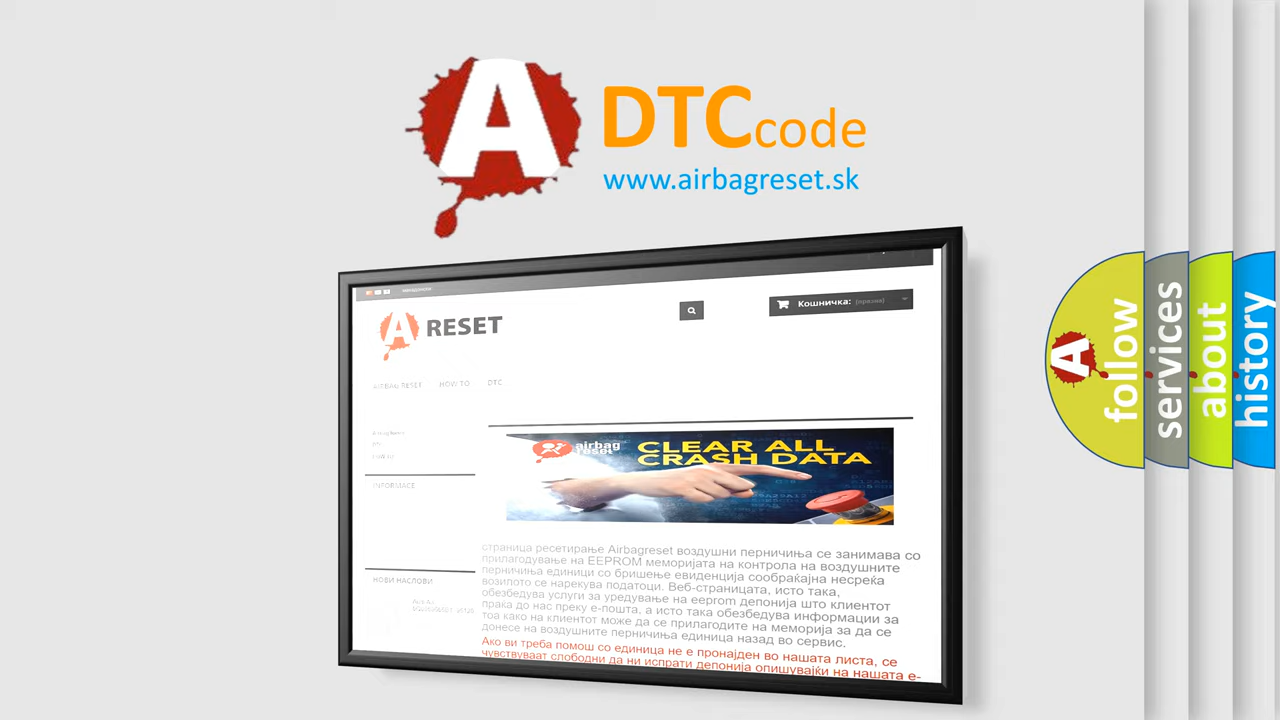 A
DTCcode
www.airbagreset.sk
A RESET
Кошничка: (празна)
AIRBAG RESET HOW TO DTC
airbag reset
CLEAR ALL
CRASH DATA
INFORMACE
страница ресетирање Airbagreset воздушни перничиња се занимава со
прилагодување на EEPROM меморијата на контрола на воздушните
перничиња единици со бришење евиденција сообраќајна несреќа
возилото се нарекува податоци. Веб-страницата, исто така,
обезбедува услуги за уредување на eeprom депонија што клиентот
праќа до нас преку е-пошта, а исто така обезбедува информации за
тоа како на клиентот може да се прилагодите на меморија за да се
донесе на воздушните перничиња единица назад во сервис.
НОВИ НАСЛОВИ
Ако ви треба помош со единица не е пронајден во нашата листа, се
чувствуваат слободни да ни испрати депонија опишувајќи на нашата е-
A
follow
services
about
history